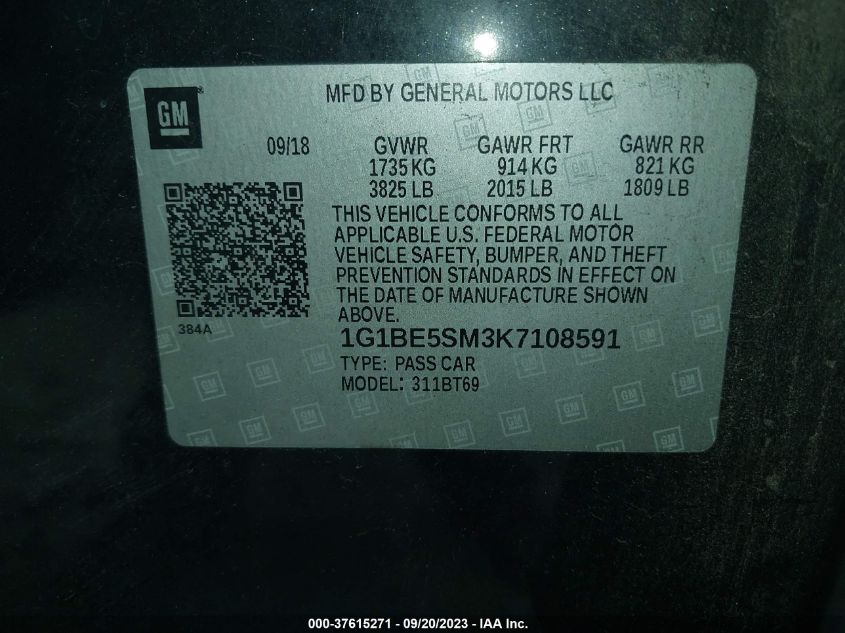 GM
MFD BY GENERAL MOTORS LLC
09/18 GVWR GAWR FRT GAWR RR
1735 KG 914 KG 821 KG
3825 LB 2015 LB 1809 LB
THIS VEHICLE CONFORMS TO ALL
APPLICABLE U.S. FEDERAL MOTOR
VEHICLE SAFETY, BUMPER, AND THEFT
PREVENTION STANDARDS IN EFFECT ON
THE DATE OF MANUFACTURE SHOWN
ABOVE.
384A
1G1BE5SM3K7108591
TYPE: PASS CAR
MODEL: 311BT69
000-37615271 - 09/20/2023 - IAA Inc.